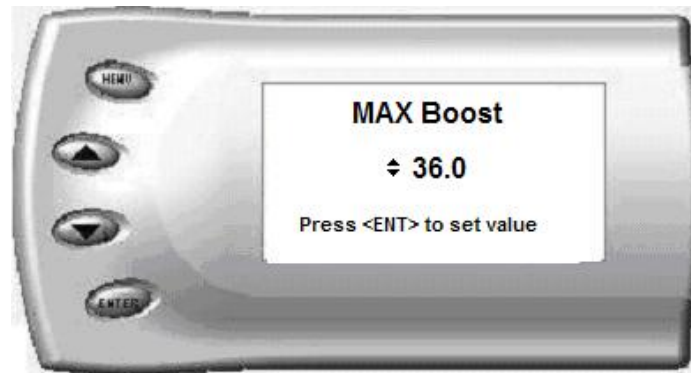 MENU
MAX Boost
36.0
Press <ENT> to set value
ENTER